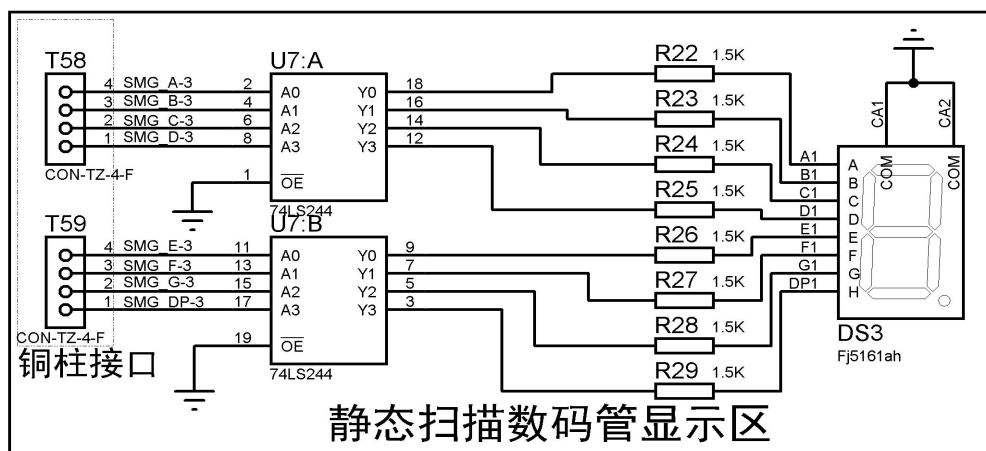 T58
4 SMG_A-3
3 SMG_B-3
2 SMG_C-3
1 SMG_D-3
CON-TZ-4-F
U7:A
2 A0 Y0 18
4 A1 Y1 16
6 A2 Y2 14
8 A3 Y3 12
1 OE
74LS244
T59
4 SMG_E-3
3 SMG_F-3
2 SMG_G-3
1 SMG_DP-3
CON-TZ-4-F
铜柱接口
U7:B
11 A0 Y0 9
13 A1 Y1 7
15 A2 Y2 5
17 A3 Y3 3
19 OE
74LS244
R22 1.5K
R23 1.5K
R24 1.5K
R25 1.5K
R26 1.5K
R27 1.5K
R28 1.5K
R29 1.5K
CA1
CA2
COM
COM
A1 A
B1 B
C1 C
D1 D
E1 E
F1 F
G1 G
DP1 H
DS3
Fj5161ah
静态扫描数码管显示区